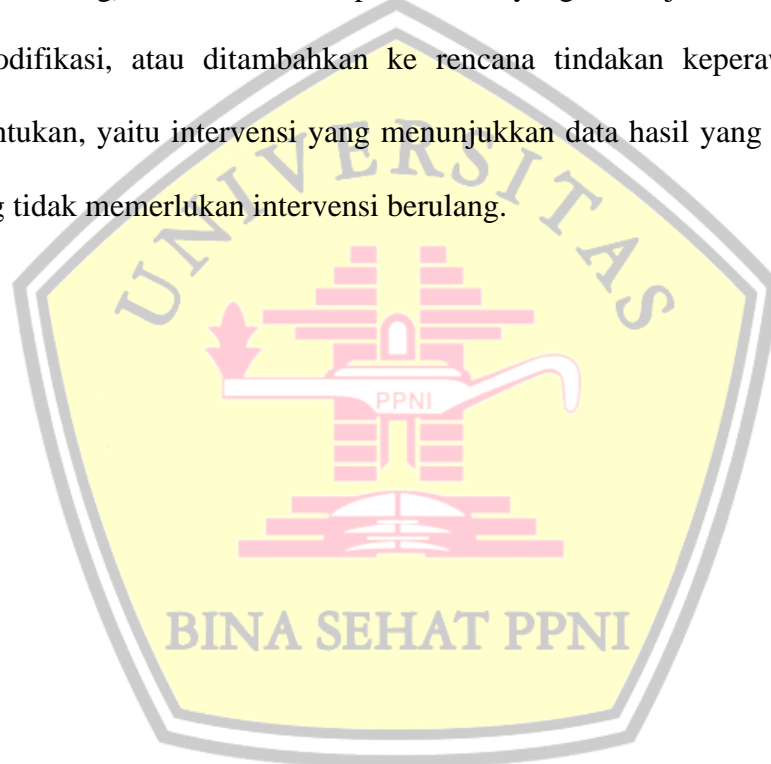 odifikasi, atau ditambahkan ke rencana tindakan
ntukan, yaitu intervensi yang menunjukkan data hasil yang
g tidak memerlukan intervensi berulang.
UNIVERSITAS
PPNI
BINA SEHAT PPNI